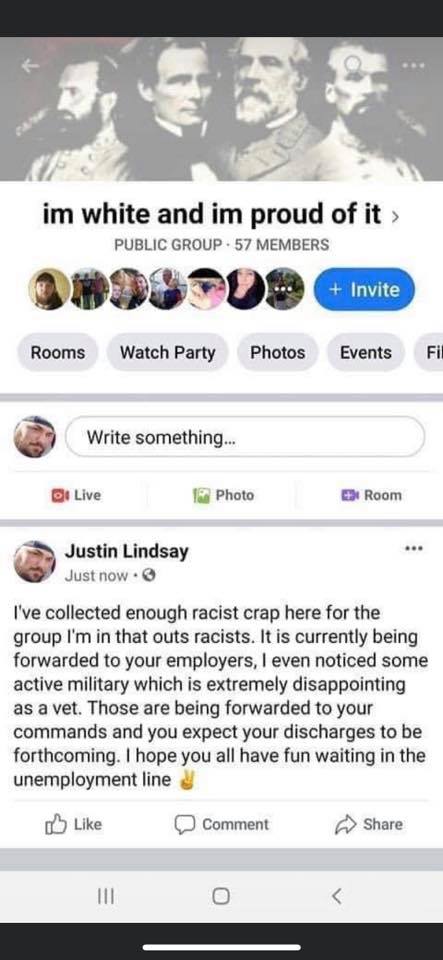 im white and im proud of it >
PUBLIC GROUP · 57 MEMBERS
+ Invite
Rooms
Watch Party
Photos
Events
Fil
Write something...
Live
Photo
Room
Justin Lindsay
Just now ·
I've collected enough racist crap here for the
group I'm in that outs racists. It is currently being
forwarded to your employers, I even noticed some
active military which is extremely disappointing
as a vet. Those are being forwarded to your
commands and you expect your discharges to be
forthcoming. I hope you all have fun waiting in the
unemployment line ✌️
Like
Comment
Share